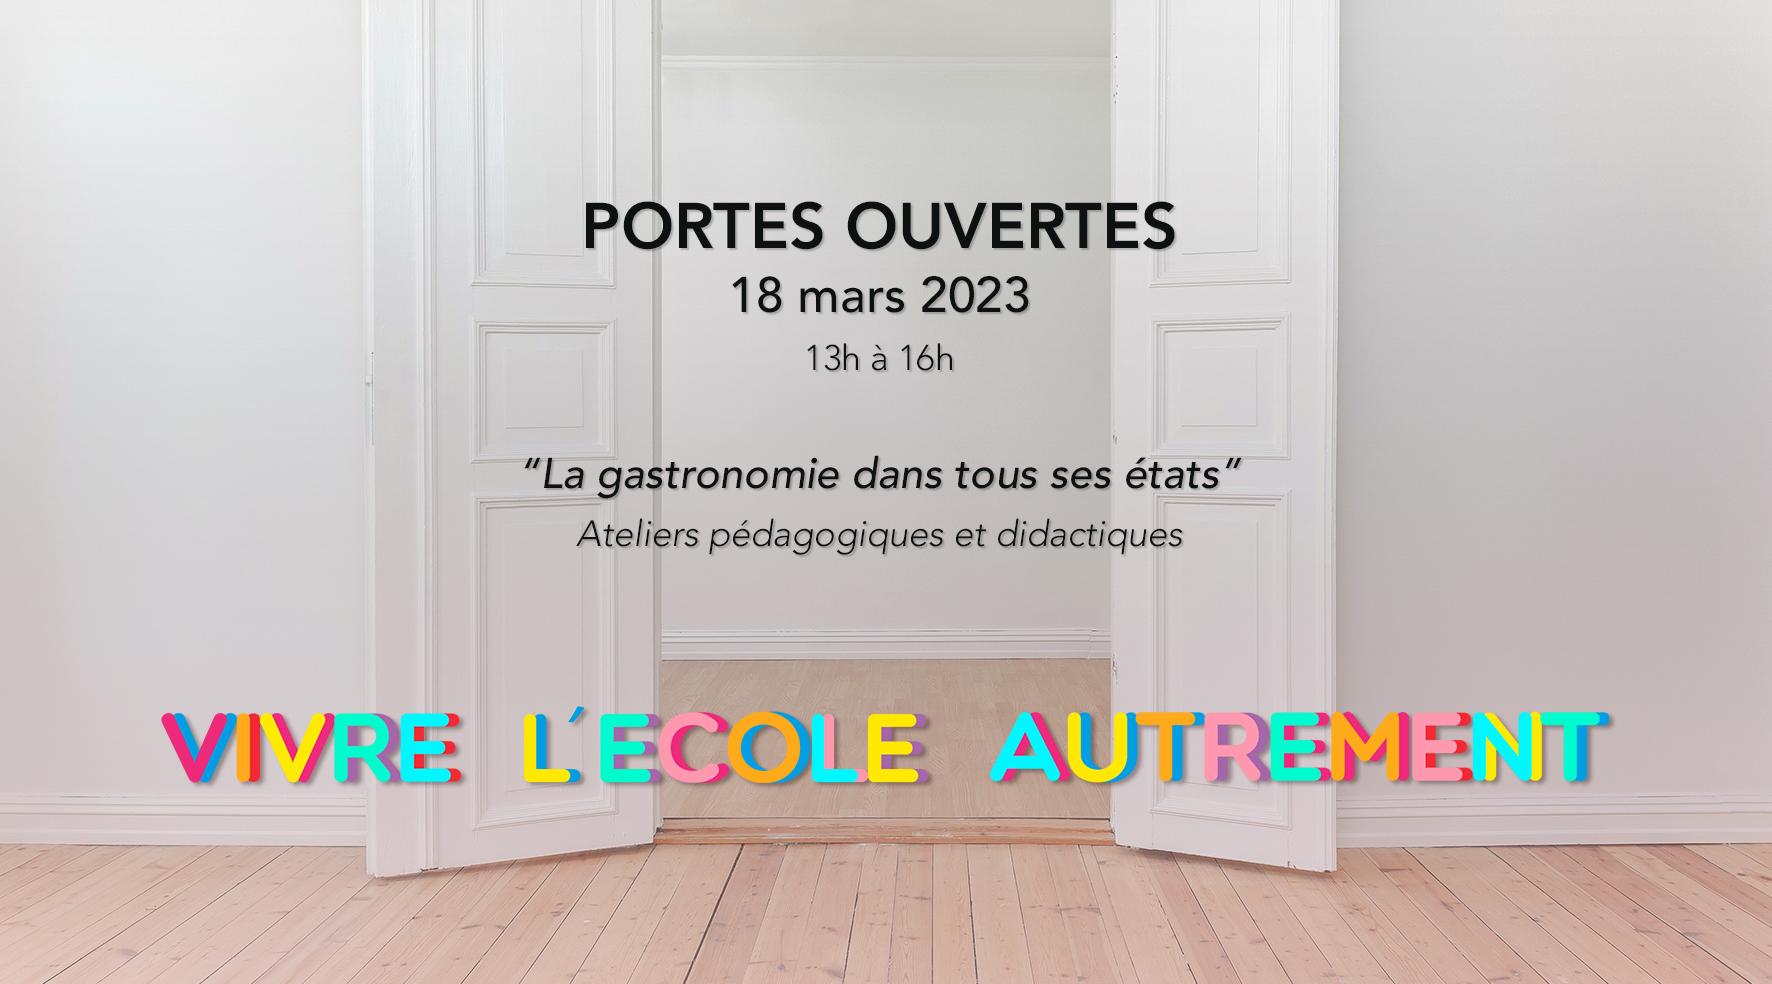 PORTES OUVERTES
18 mars 2023
13h à 16h
“La gastronomie dans tous ses états”
Ateliers pédagogiques et didactiques
VIVRE L´ECOLE AUTREMENT